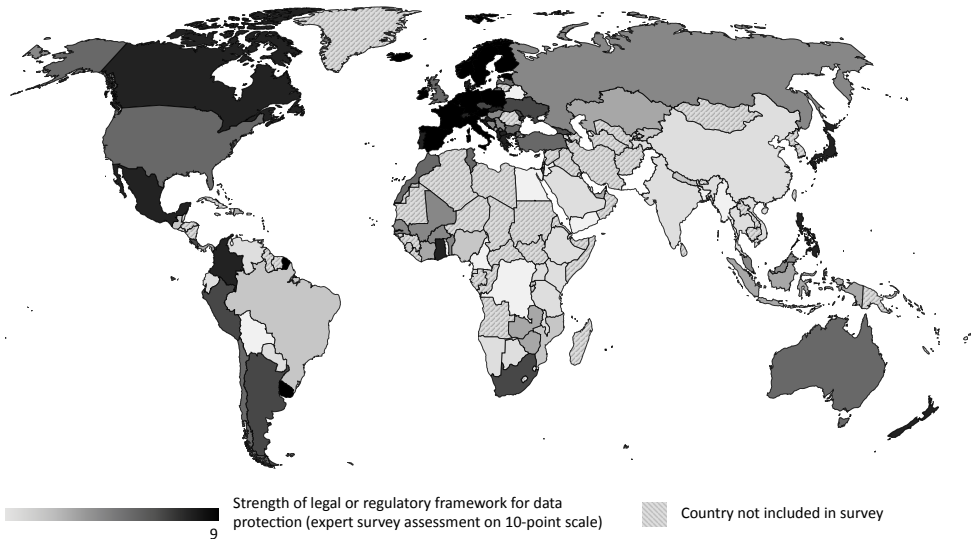 Strength of legal or regulatory framework for data
protection (expert survey assessment on 10-point scale)
9
Country not included in survey